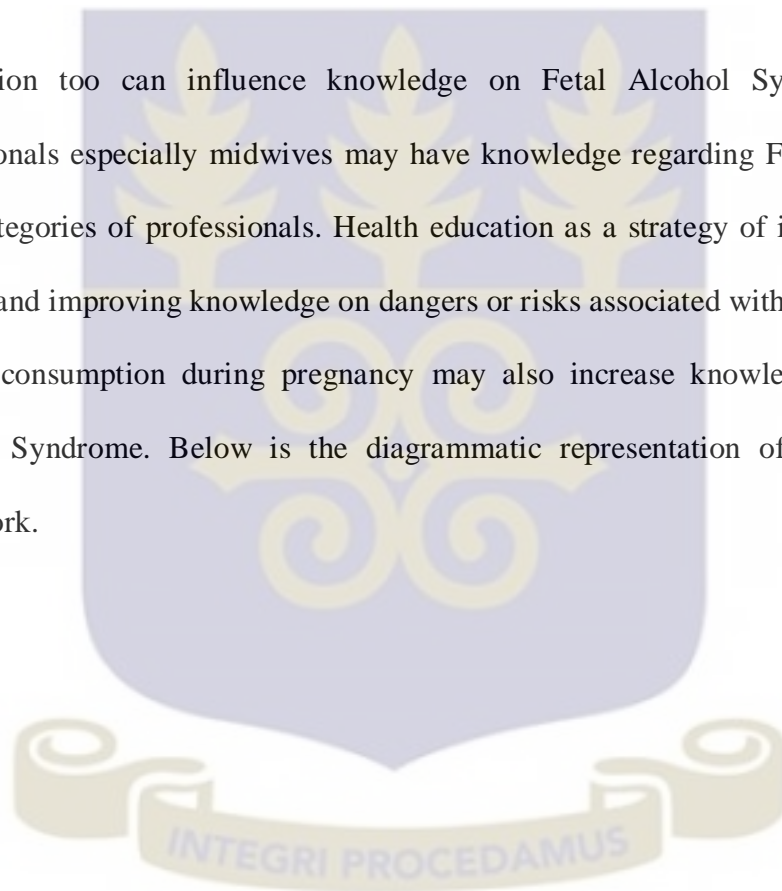 tion too can influence knowledge on Fetal Alcohol Sy
onals especially midwives may have knowledge regarding F
tegories of professionals. Health education as a strategy of i
and improving knowledge on dangers or risks associated with
consumption during pregnancy may also increase knowle
Syndrome. Below is the diagrammatic representation of
ork.
INTEGRI PROCEDAMUS